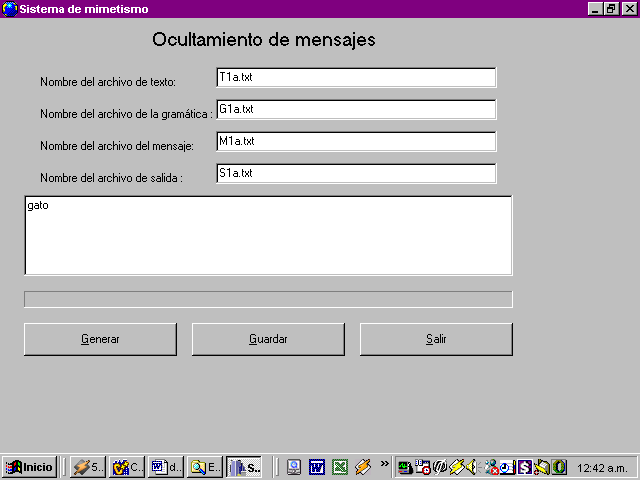 Sistema de mimetismo
Ocultamiento de mensajes
Nombre del archivo de texto: T1a.txt
Nombre del archivo de la gramática : G1a.txt
Nombre del archivo del mensaje: M1a.txt
Nombre del archivo de salida : S1a.txt
gato
Generar Guardar Salir
Inicio 5.. C.. d.. E.. S.. » 12:42 a.m.